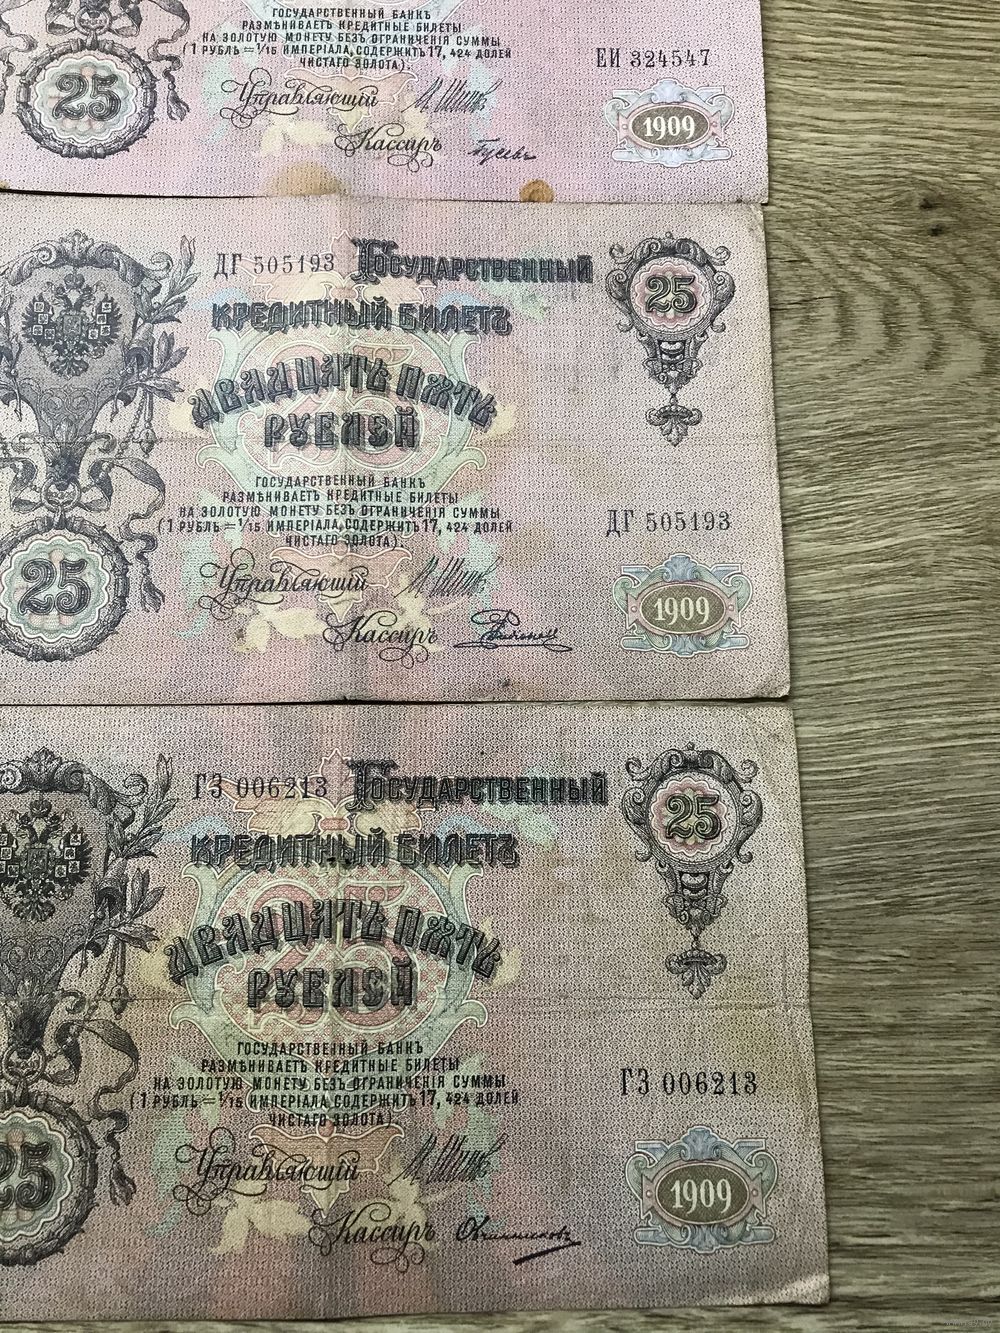 ГОСУДАРСТВЕННЫЙ БАНКЪ
РАЗМѢНИВАЕТЪ КРЕДИТНЫЕ БИЛЕТЫ
НА ЗОЛОТУЮ МОНЕТУ БЕЗЪ ОГРАНИЧЕНІЯ СУММЫ
(1 РУБЛЬ = 1/15 ИМПЕРІАЛА, СОДЕРЖИТЪ 17, 424 ДОЛЕЙ
ЧИСТАГО ЗОЛОТА).
ЕИ 324547
25
Управляющій
1909
Кассиръ Гусевъ
ДГ 505193 ГОСУДАРСТВЕННЫЙ
КРЕДИТНЫЙ БИЛЕТЪ
25
ДВАДЦАТЬ ПЯТЬ
РУБЛЕЙ
ГОСУДАРСТВЕННЫЙ БАНКЪ
РАЗМѢНИВАЕТЪ КРЕДИТНЫЕ БИЛЕТЫ
НА ЗОЛОТУЮ МОНЕТУ БЕЗЪ ОГРАНИЧЕНІЯ СУММЫ
(1 РУБЛЬ = 1/15 ИМПЕРІАЛА, СОДЕРЖИТЪ 17, 424 ДОЛЕЙ
ЧИСТАГО ЗОЛОТА).
ДГ 505193
25
Управляющій
1909
Кассиръ
ГЗ 006213 ГОСУДАРСТВЕННЫЙ
КРЕДИТНЫЙ БИЛЕТЪ
25
ДВАДЦАТЬ ПЯТЬ
РУБЛЕЙ
ГОСУДАРСТВЕННЫЙ БАНКЪ
РАЗМѢНИВАЕТЪ КРЕДИТНЫЕ БИЛЕТЫ
НА ЗОЛОТУЮ МОНЕТУ БЕЗЪ ОГРАНИЧЕНІЯ СУММЫ
(1 РУБЛЬ = 1/15 ИМПЕРІАЛА, СОДЕРЖИТЪ 17, 424 ДОЛЕЙ
ЧИСТАГО ЗОЛОТА).
ГЗ 006213
25
Управляющій
1909
Кассиръ Овчинниковъ